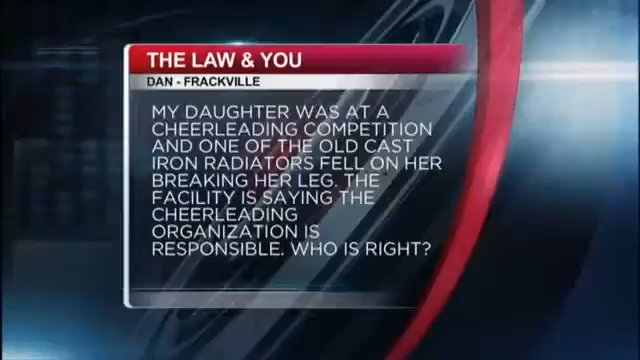 THE LAW & YOU
DAN - FRACKVILLE
MY DAUGHTER WAS AT A
CHEERLEADING COMPETITION
AND ONE OF THE OLD CAST
IRON RADIATORS FELL ON HER
BREAKING HER LEG. THE
FACILITY IS SAYING THE
CHEERLEADING
ORGANIZATION IS
RESPONSIBLE. WHO IS RIGHT?